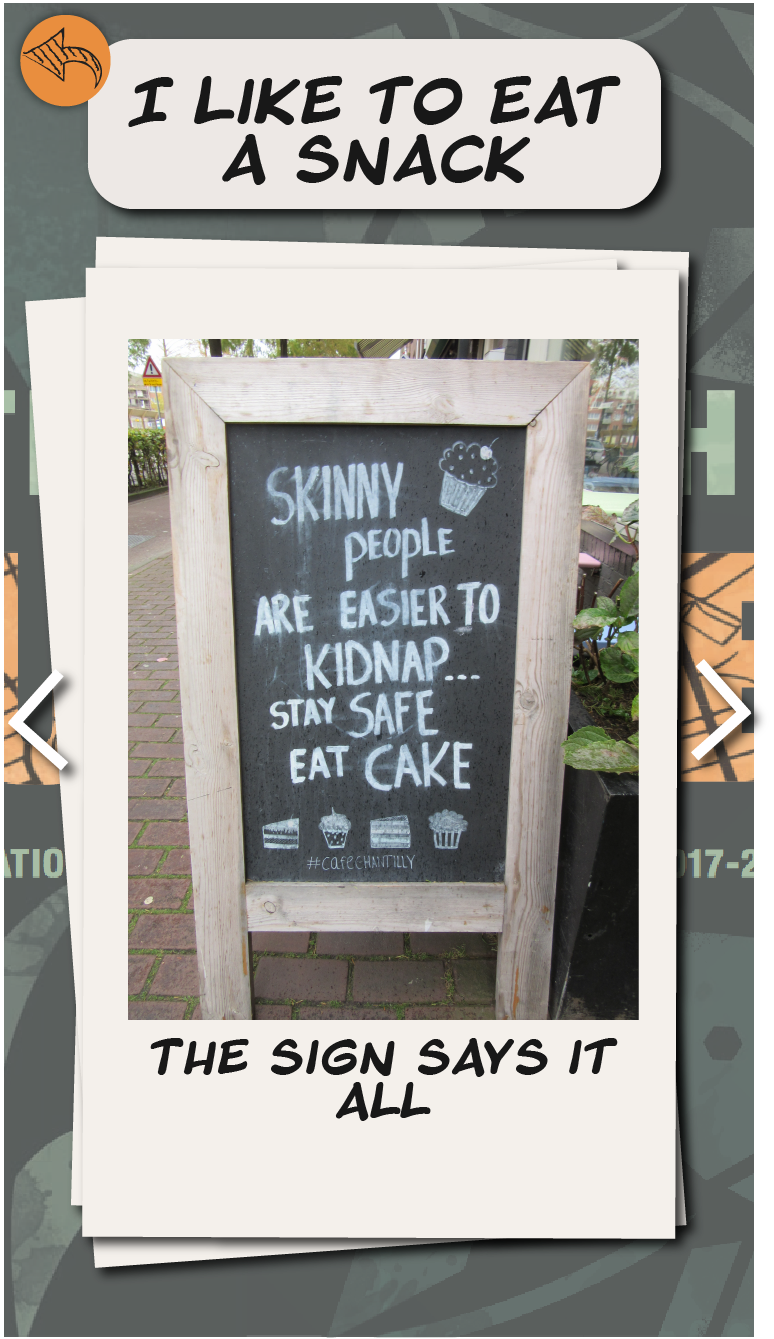 I LIKE TO EAT
A SNACK
SKINNY
PEOPLE
ARE EASIER TO
KIDNAP...
STAY SAFE
EAT CAKE
#cafeCHANTILLY
THE SIGN SAYS IT
ALL
ATIO
017-2